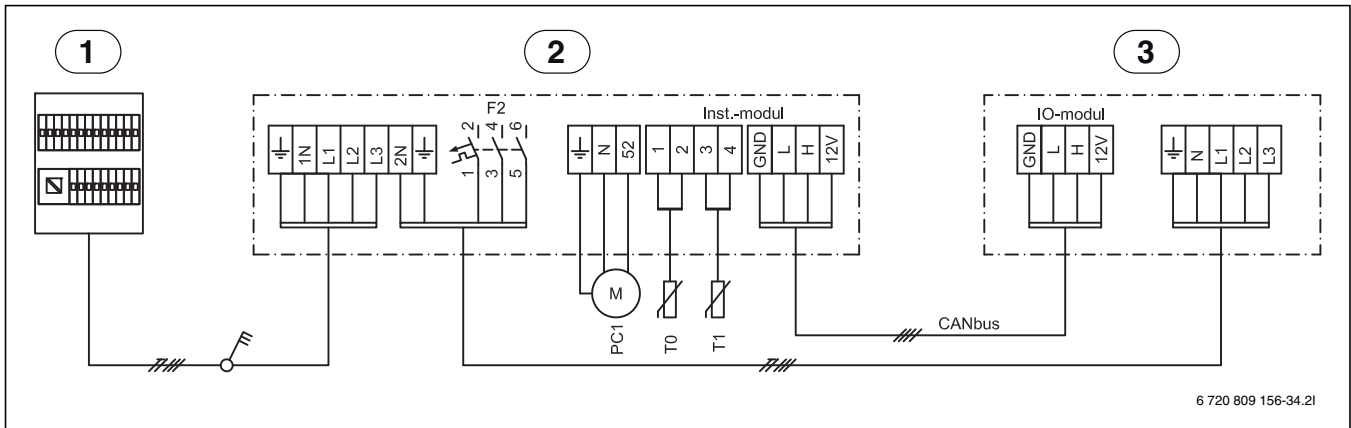 1
2
3
F2
Inst.-modul
IO-modul
1N L1 L2 L3 2N
2 4 6
1 3 5
N 52
1 2 3 4
GND L H 12V
GND L H 12V
N L1 L2 L3
M
PC1
T0
T1
CANbus
6 720 809 156-34.2I